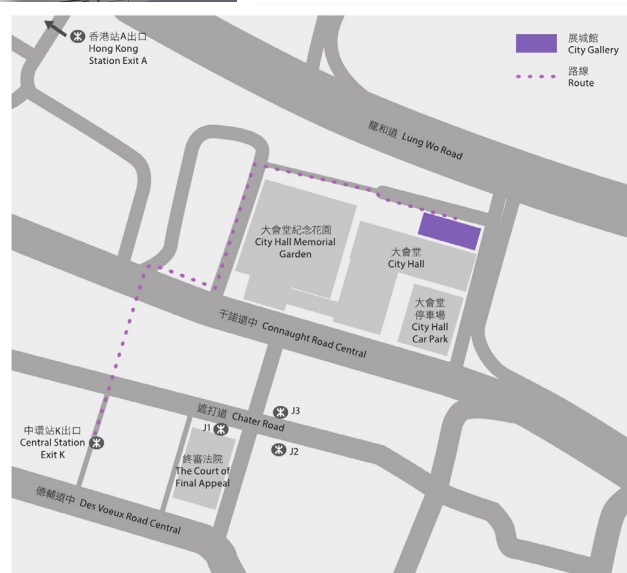 香港站A出口
Hong Kong
Station Exit A
展城館
City Gallery
路線
Route
龍和道 Lung Wo Road
大會堂紀念花園
City Hall Memorial
Garden
大會堂
City Hall
大會堂
停車場
City Hall
Car Park
干諾道中 Connaught Road Central
遮打道 Chater Road
J3
J1
J2
中環站K出口
Central Station
Exit K
終審法院
The Court of
Final Appeal
德輔道中 Des Voeux Road Central